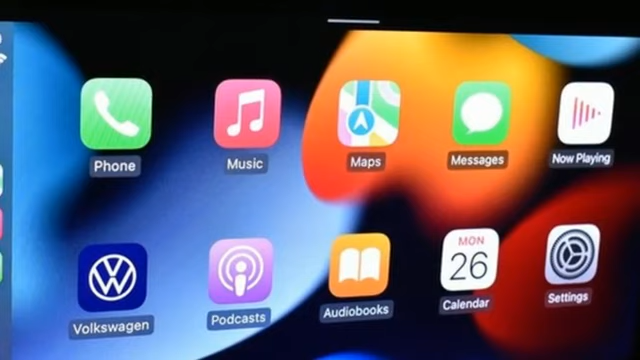 Phone
Music
Maps
Messages
Now Playing
MON
26
Volkswagen
Podcasts
Audiobooks
Calendar
Settings